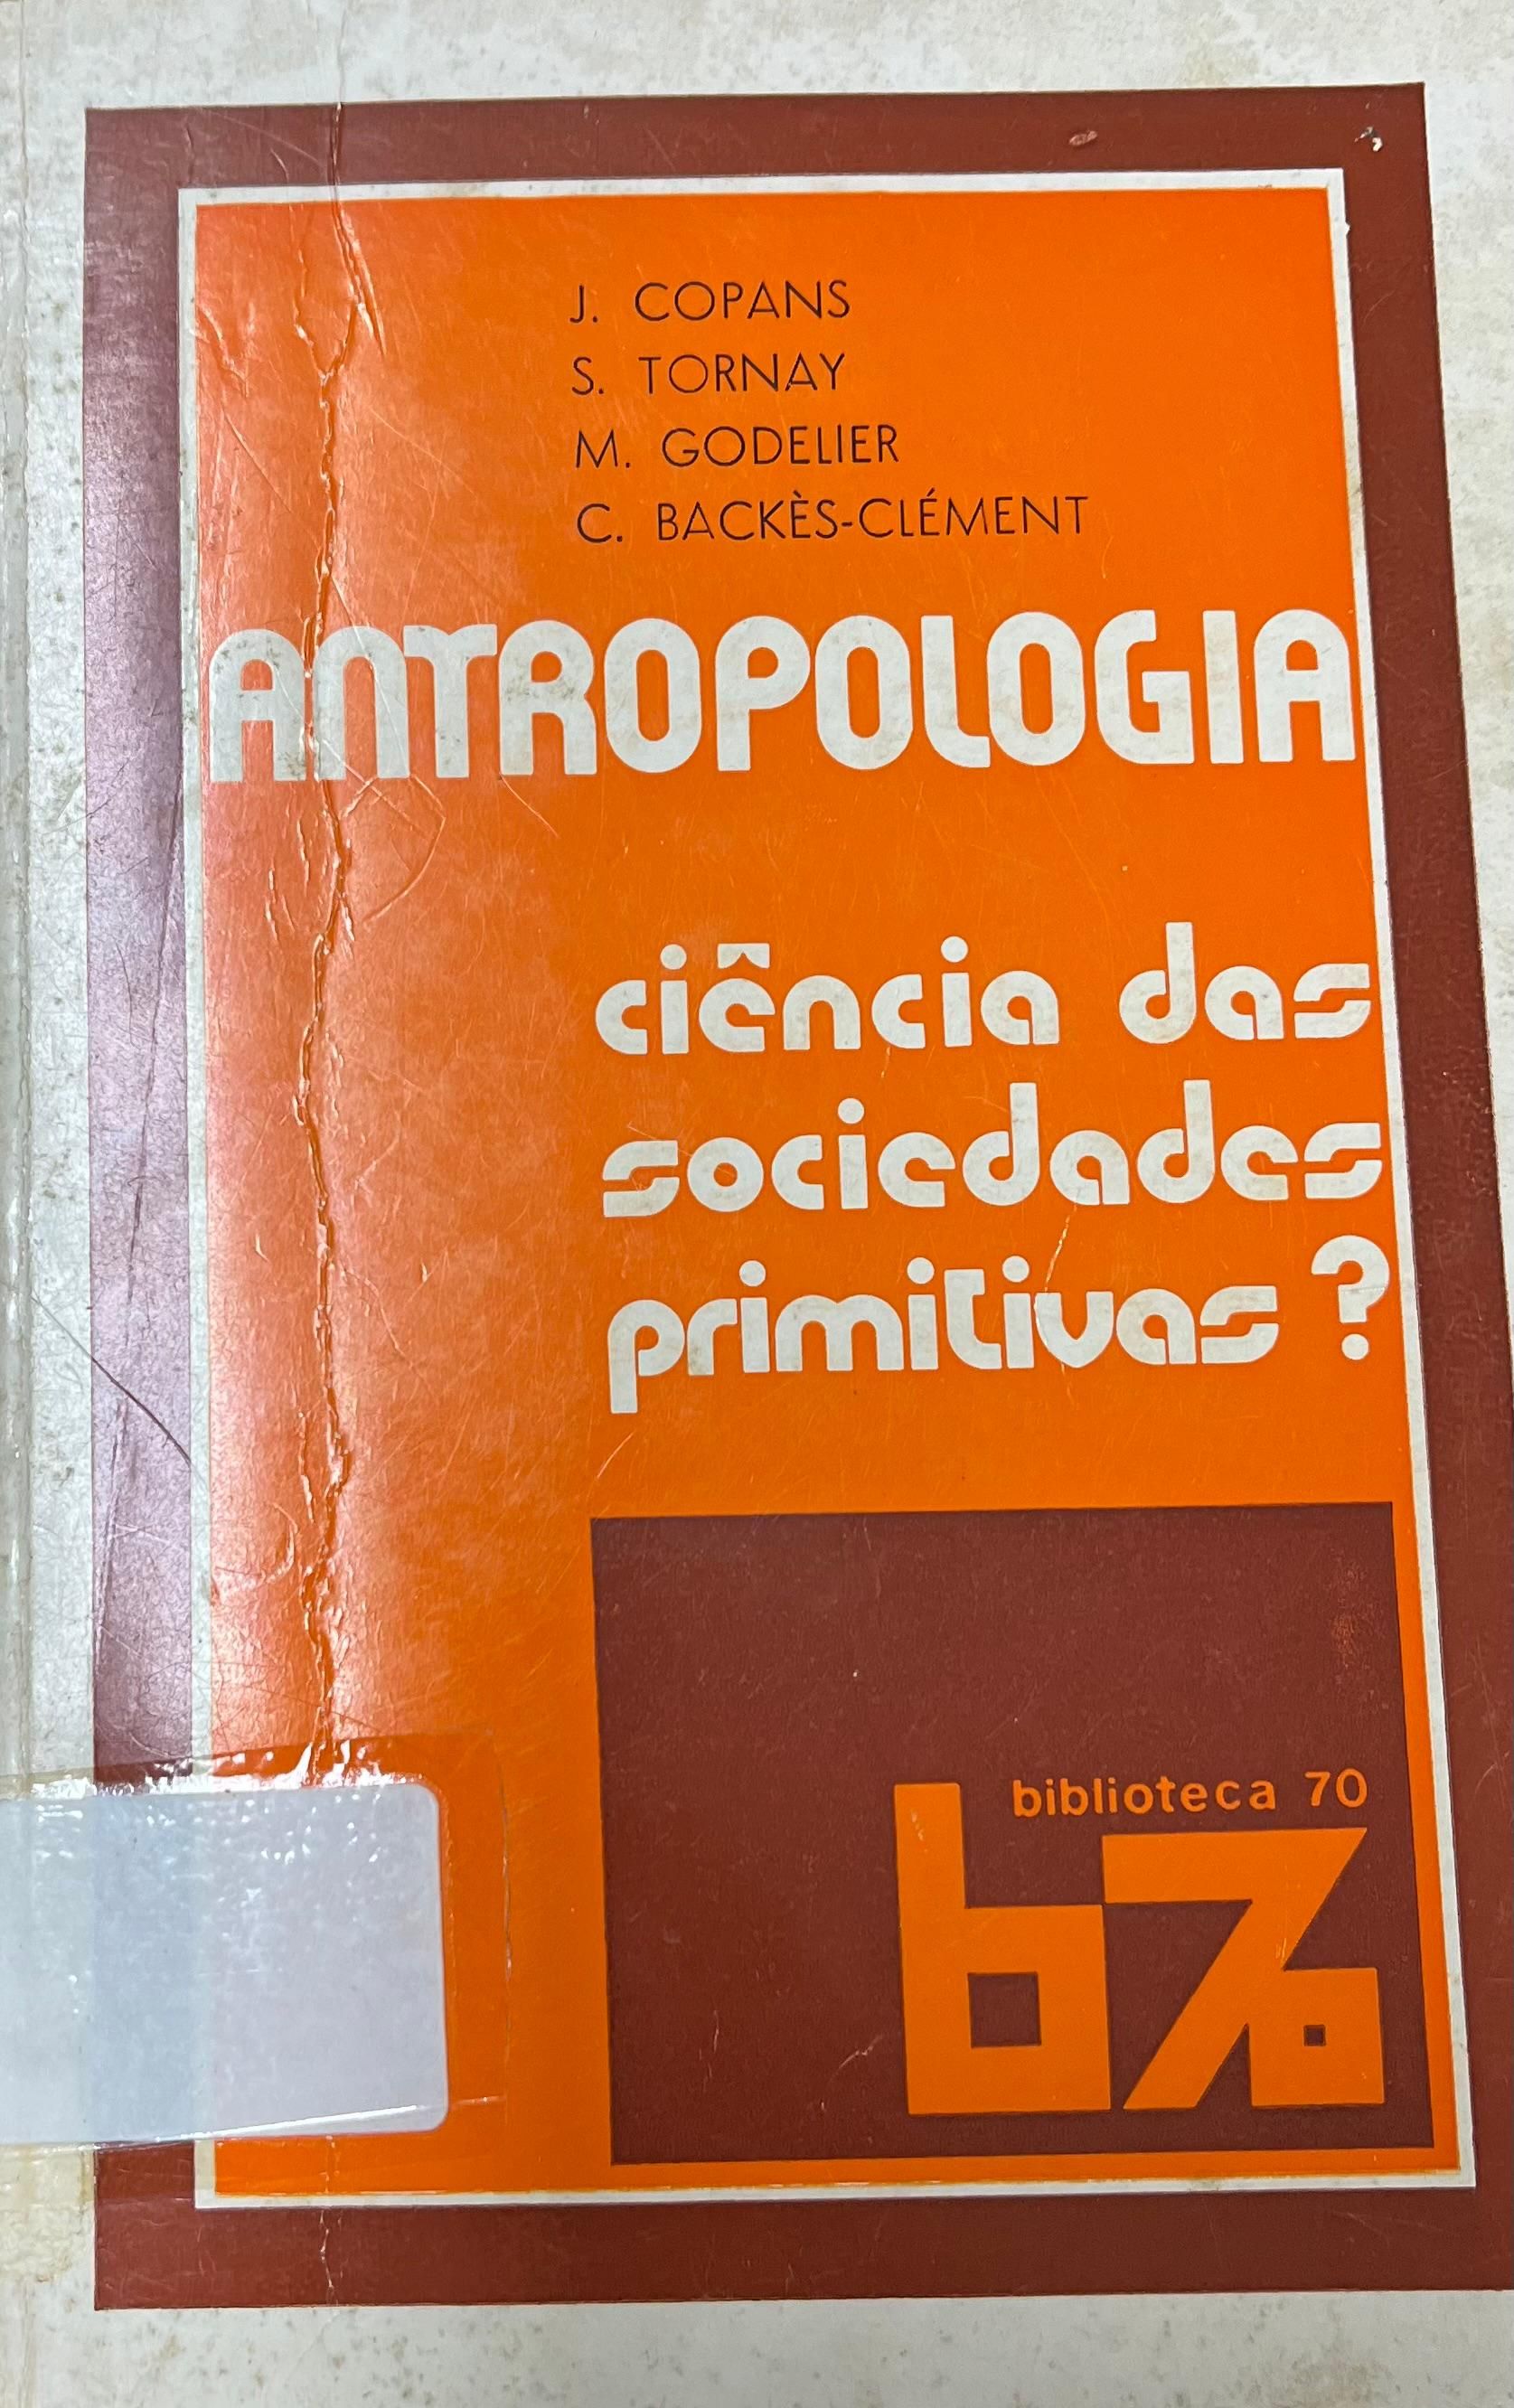 J. COPANS
S. TORNAY
M. GODELIER
C. BACKÈS-CLÉMENT
ANTROPOLOGIA
ciência das
sociedades
primitivas ?
biblioteca 70
b70